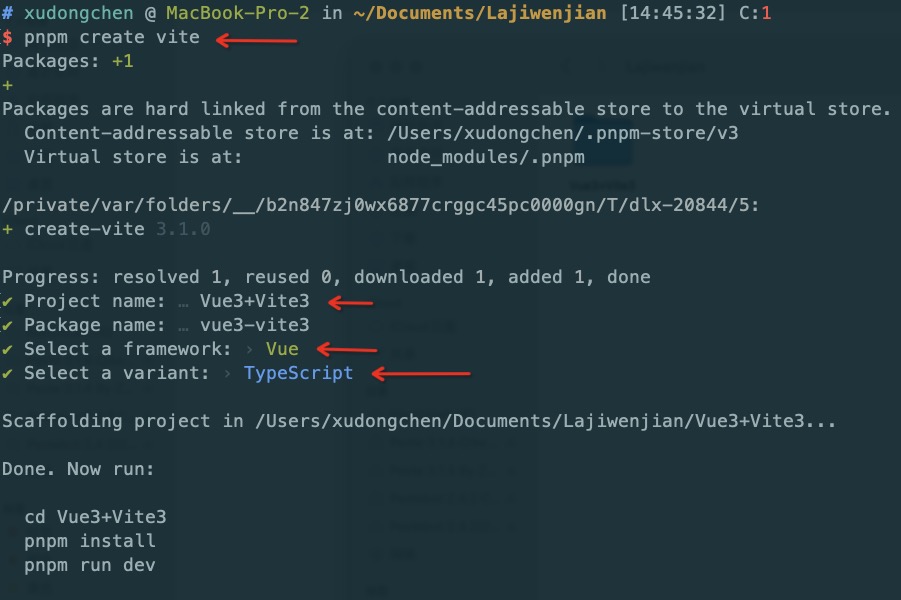 # xudongchen @ MacBook-Pro-2 in ~/Documents/Lajiwenjian [14:45:32] C:1
$ pnpm create vite
Packages: +1
+
Packages are hard linked from the content-addressable store to the virtual store.
  Content-addressable store is at: /Users/xudongchen/.pnpm-store/v3
  Virtual store is at:             node_modules/.pnpm

/private/var/folders/__/b2n847zj0wx6877crggc45pc0000gn/T/dlx-20844/5:
+ create-vite 3.1.0

Progress: resolved 1, reused 0, downloaded 1, added 1, done
✔ Project name: … Vue3+Vite3
✔ Package name: … vue3-vite3
✔ Select a framework: › Vue
✔ Select a variant: › TypeScript

Scaffolding project in /Users/xudongchen/Documents/Lajiwenjian/Vue3+Vite3...

Done. Now run:

  cd Vue3+Vite3
  pnpm install
  pnpm run dev